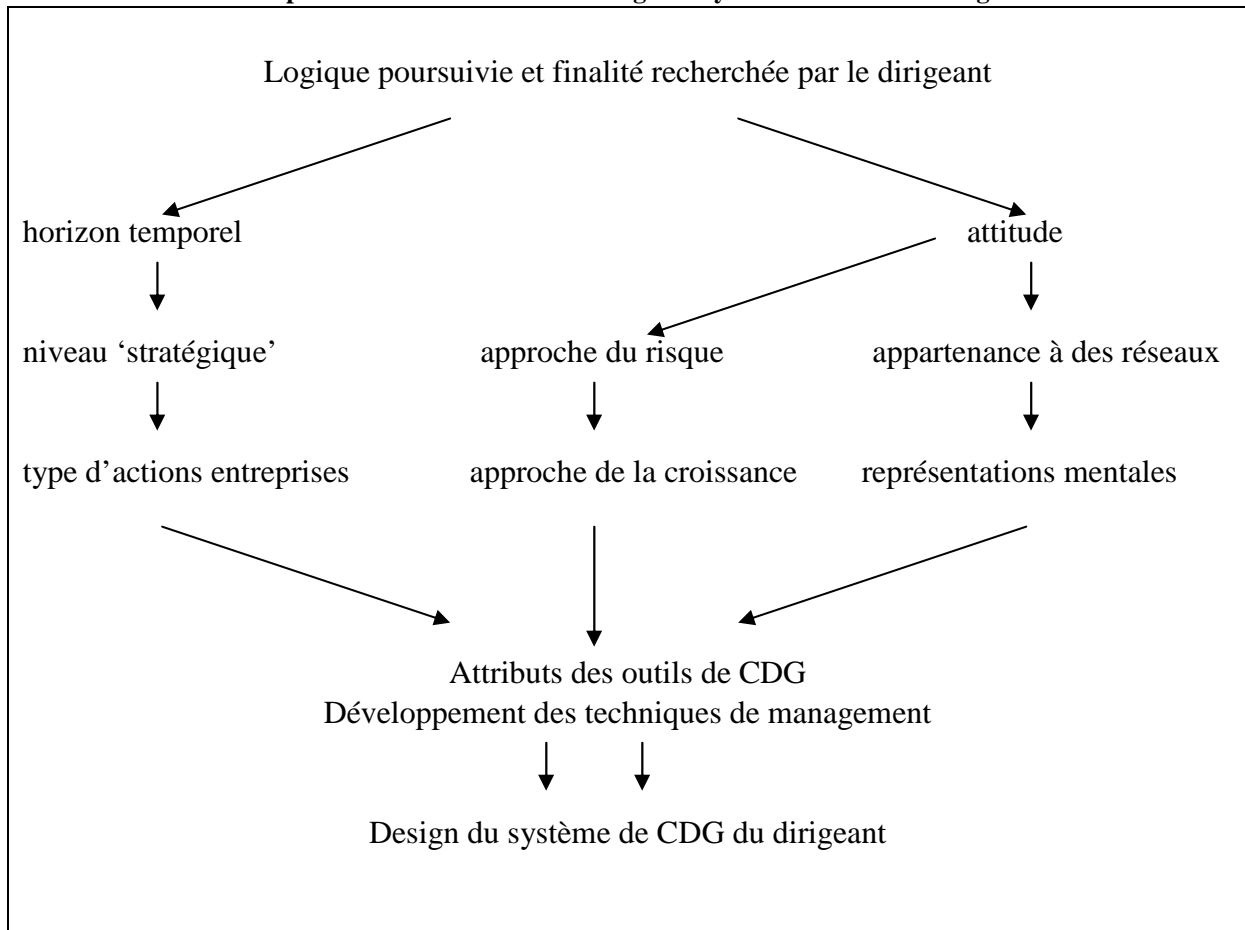 Logique poursuivie et finalité recherchée par le dirigeant
horizon temporel attitude
niveau ‘stratégique’ approche du risque appartenance à des réseaux
type d’actions entreprises approche de la croissance représentations mentales
Attributs des outils de CDG
Développement des techniques de management
Design du système de CDG du dirigeant